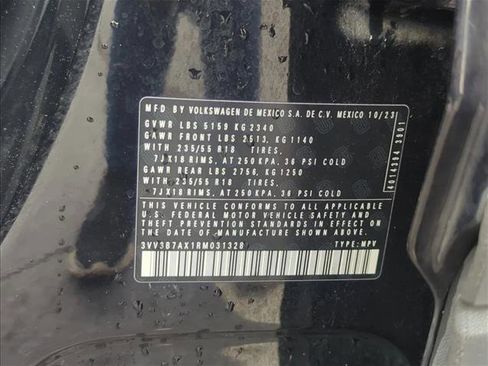 MFD BY VOLKSWAGEN DE MEXICO S.A. DE C.V. MEXICO 10/23
GVWR LBS 5159 KG 2340
GAWR FRONT LBS 2513, KG 1140
WITH 235/55 R18 TIRES.
7JX18 RIMS, AT 250 KPA, 36 PSI COLD
GAWR REAR LBS 2756, KG 1250
WITH 235/55 R18 TIRES,
7JX18 RIMS, AT 250 KPA, 36 PSI COLD
THIS VEHICLE CONFORMS TO ALL APPLICABLE
U.S. FEDERAL MOTOR VEHICLE SAFETY, BUMPER
AND THEFT PREVENTION STANDARDS IN EFFECT ON
THE DATE OF MANUFACTURE SHOWN ABOVE.
3VV3B7AX1RM031328
TYPE: MPV